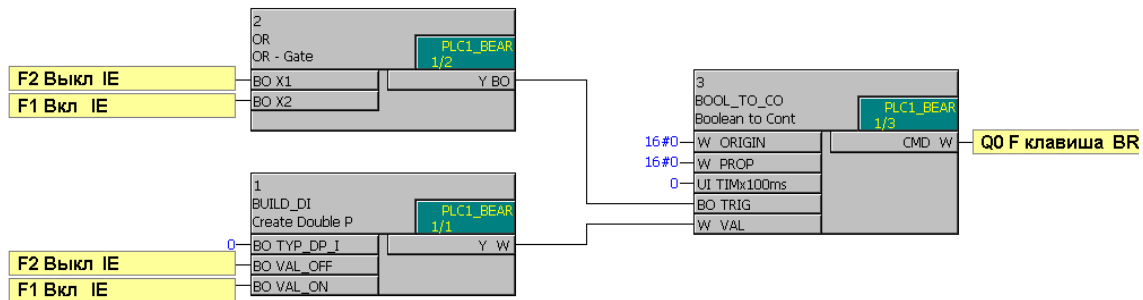 2
OR
OR - Gate
PLC1_BEAR
1/2
F2 Выкл IE
BO X1
Y BO
F1 Вкл IE
BO X2
3
BOOL_TO_CO
Boolean to Cont
PLC1_BEAR
1/3
16#0
W ORIGIN
CMD W
Q0 F клавиша BR
16#0
W PROP
0
UI TIMx100ms
BO TRIG
W VAL
1
BUILD_DI
Create Double P
PLC1_BEAR
1/1
0
BO TYP_DP_I
Y W
F2 Выкл IE
BO VAL_OFF
F1 Вкл IE
BO VAL_ON